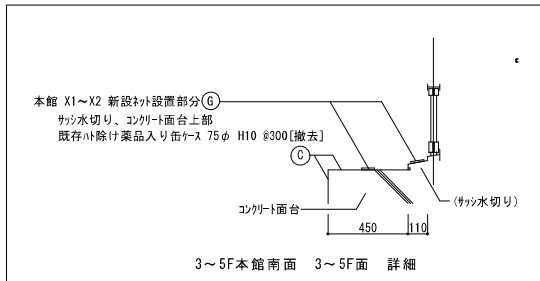 本館 X1～X2 新設ﾈｯﾄ設置部分 G
ｻｯｼ水切り、ｺﾝｸﾘｰﾄ面台上部
既存ﾊﾄ除け薬品入り缶ｹｰｽ 75φ H10 @300[撤去]
C
ｺﾝｸﾘｰﾄ面台
(ｻｯｼ水切り)
450 110
3～5F本館南面 3～5F面 詳細